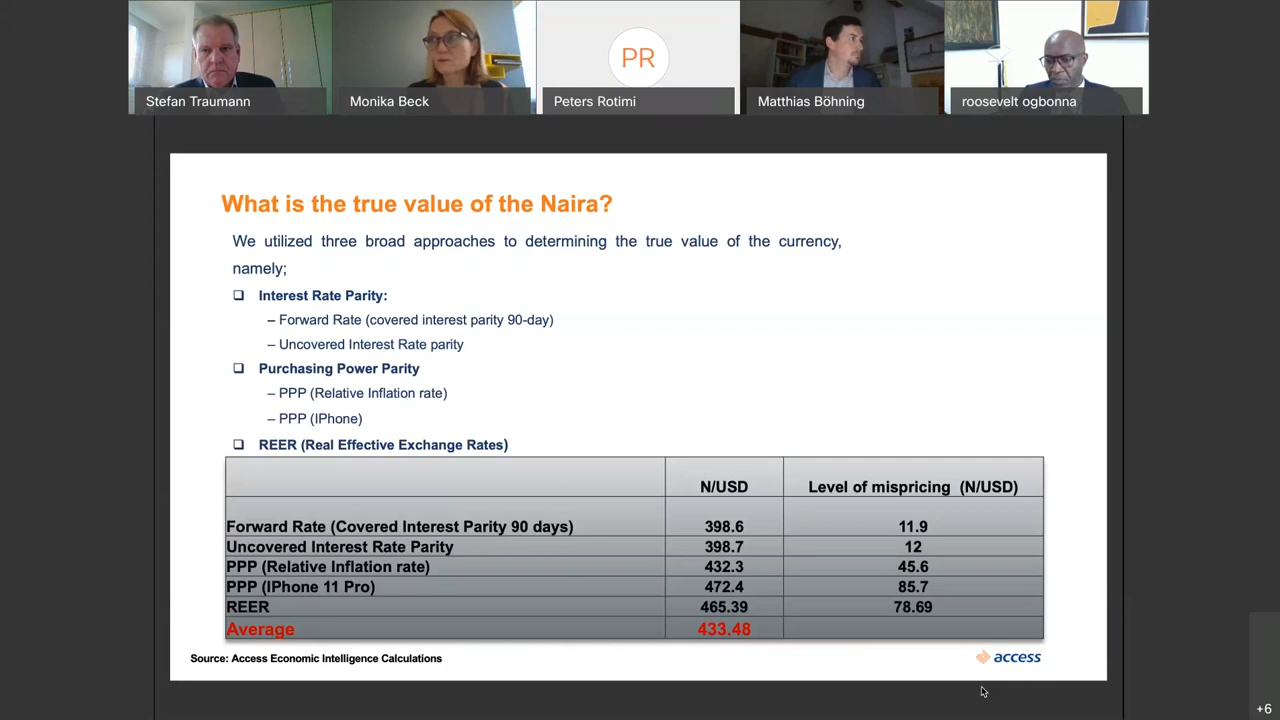 PR
Stefan Traumann
Monika Beck
Peters Rotimi
Matthias Böhning
roosevelt ogbonna
What is the true value of the Naira?
We utilized three broad approaches to determining the true value of the currency,
namely;
❑ Interest Rate Parity:
– Forward Rate (covered interest parity 90-day)
– Uncovered Interest Rate parity
❑ Purchasing Power Parity
– PPP (Relative Inflation rate)
– PPP (IPhone)
❑ REER (Real Effective Exchange Rates)
N/USD Level of mispricing (N/USD)
Forward Rate (Covered Interest Parity 90 days) 398.6 11.9
Uncovered Interest Rate Parity 398.7 12
PPP (Relative Inflation rate) 432.3 45.6
PPP (IPhone 11 Pro) 472.4 85.7
REER 465.39 78.69
Average 433.48
Source: Access Economic Intelligence Calculations
access
+6